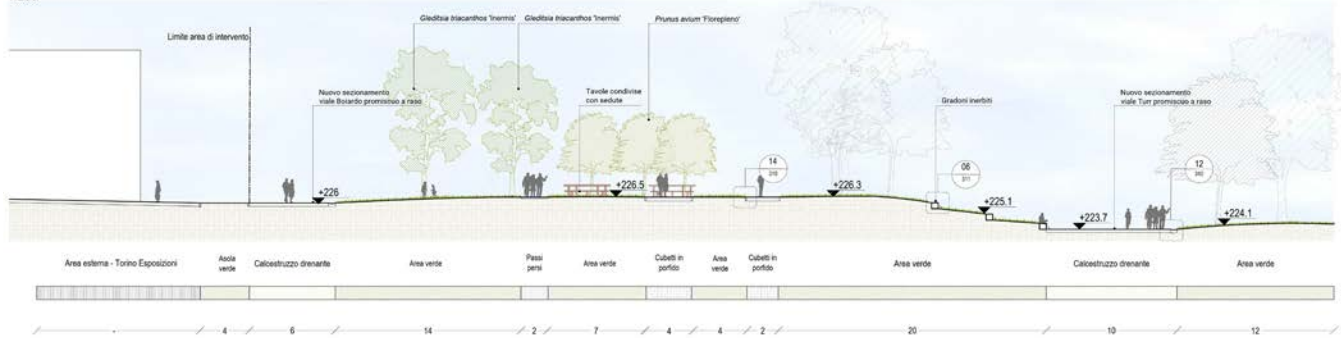 Gleditsia triacanthos 'Inermis'
Gleditsia triacanthos 'Inermis'
Prunus avium 'Fiorepieno'
Limite area di intervento
Nuovo sezionamento
viale Boiardo promiscuo a raso
Tavole condivise
con sedute
Gradoni inerbiti
Nuovo sezionamento
viale Turr promiscuo a raso
14
06
12
+226
+226.5
+226.3
+225.1
+223.7
+224.1
Area esterna - Torino Esposizioni
Asola
verde
Calcestruzzo drenante
Area verde
Passi
persi
Area verde
Cubetti in
porfido
Area
verde
Cubetti in
porfido
Area verde
Calcestruzzo drenante
Area verde
-
4
6
14
2
7
4
4
2
20
10
12